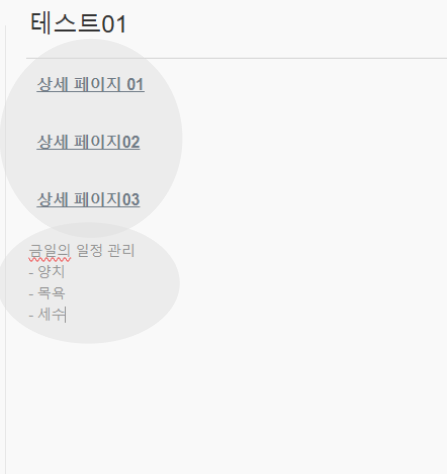 테스트01
상세 페이지 01
상세 페이지02
상세 페이지03
금일의 일정 관리
- 양치
- 목욕
- 세수